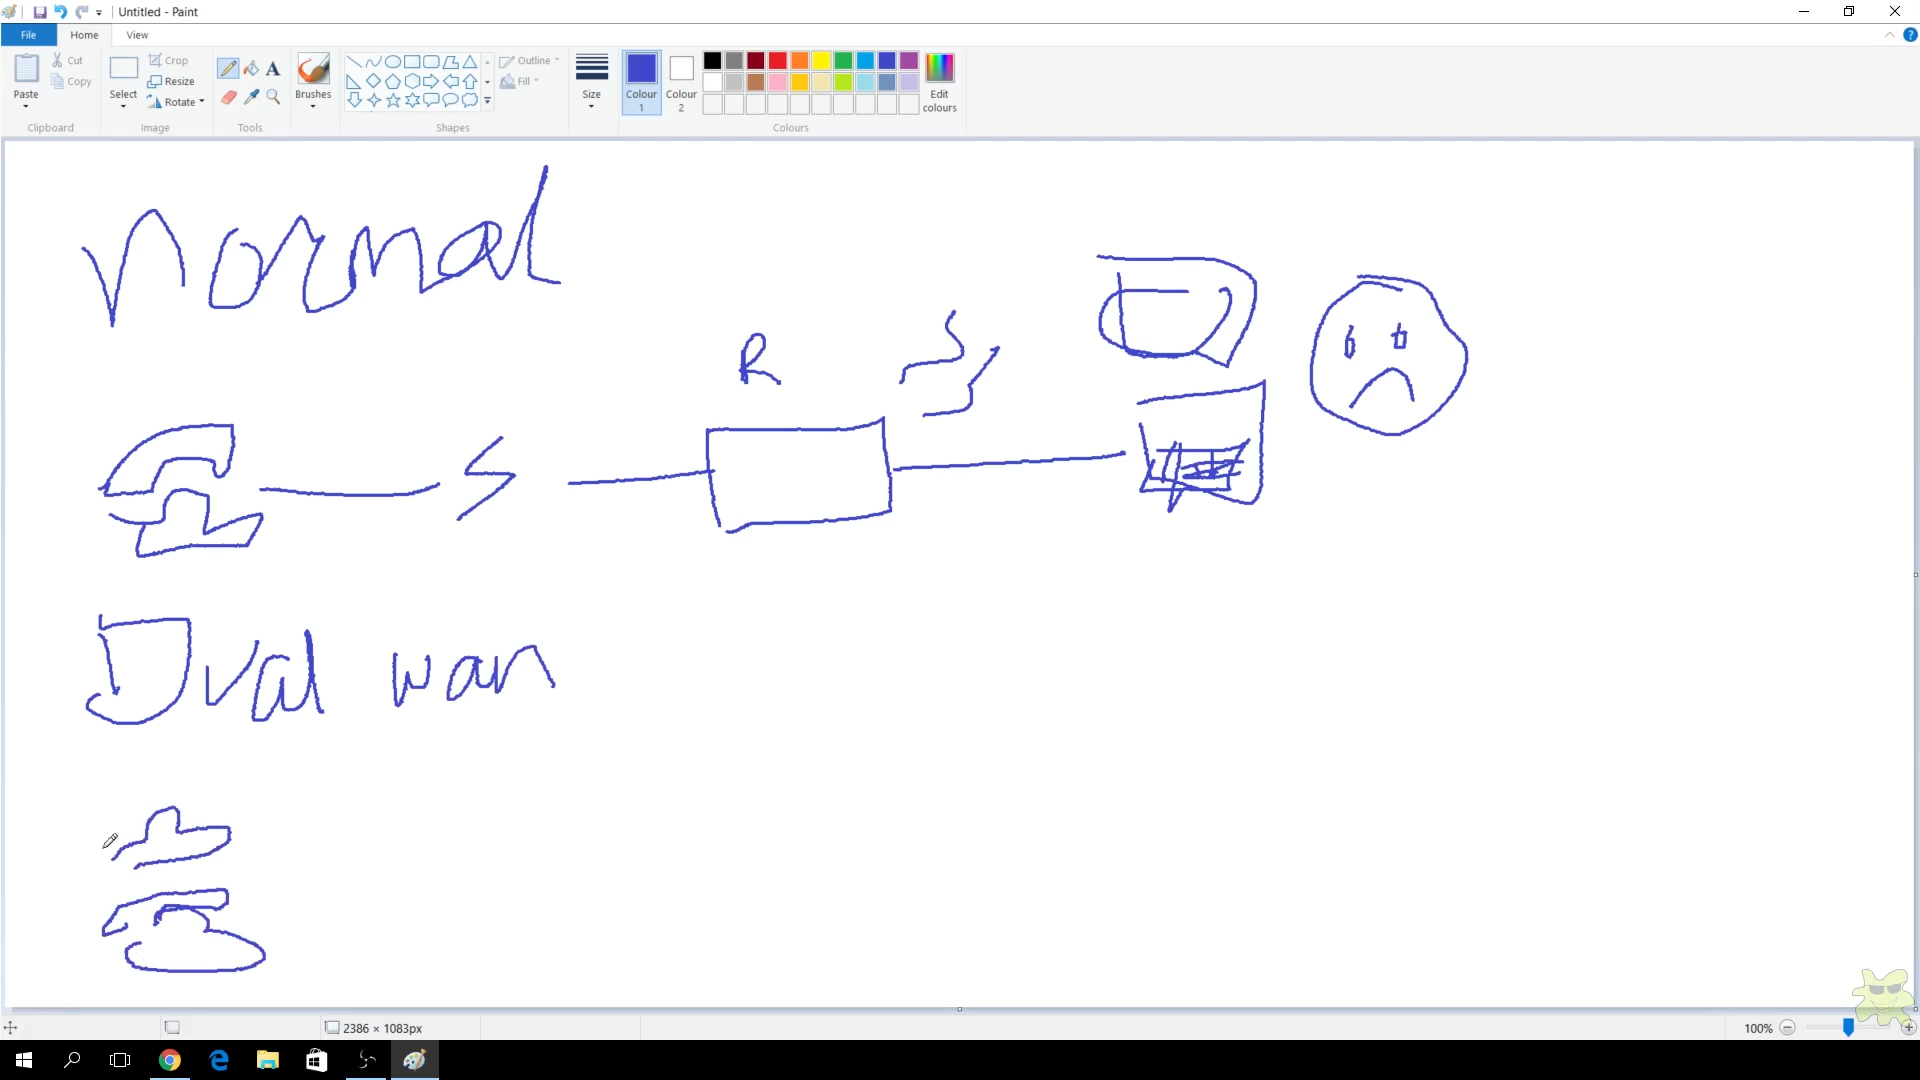 Untitled - Paint
File Home View
Paste Cut Copy Clipboard
Select Crop Resize Rotate Image
Tools
Brushes
Shapes
Outline Fill
Size
Colour 1 Colour 2 Edit colours Colours
normal
R
Dual wan
2386 × 1083px
100%